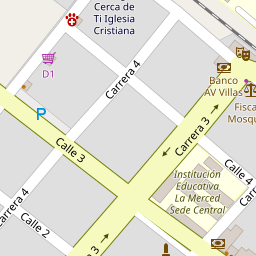 Cerca de
Ti Iglesia
Cristiana
D1
Carrera 4
Banco
AV Villas
Fisca
Mosqu
P
Calle 3
Carrera 3
Calle 4
Institución
Educativa
La Merced
Sede Central
Carrera 4
Calle 2
a 3